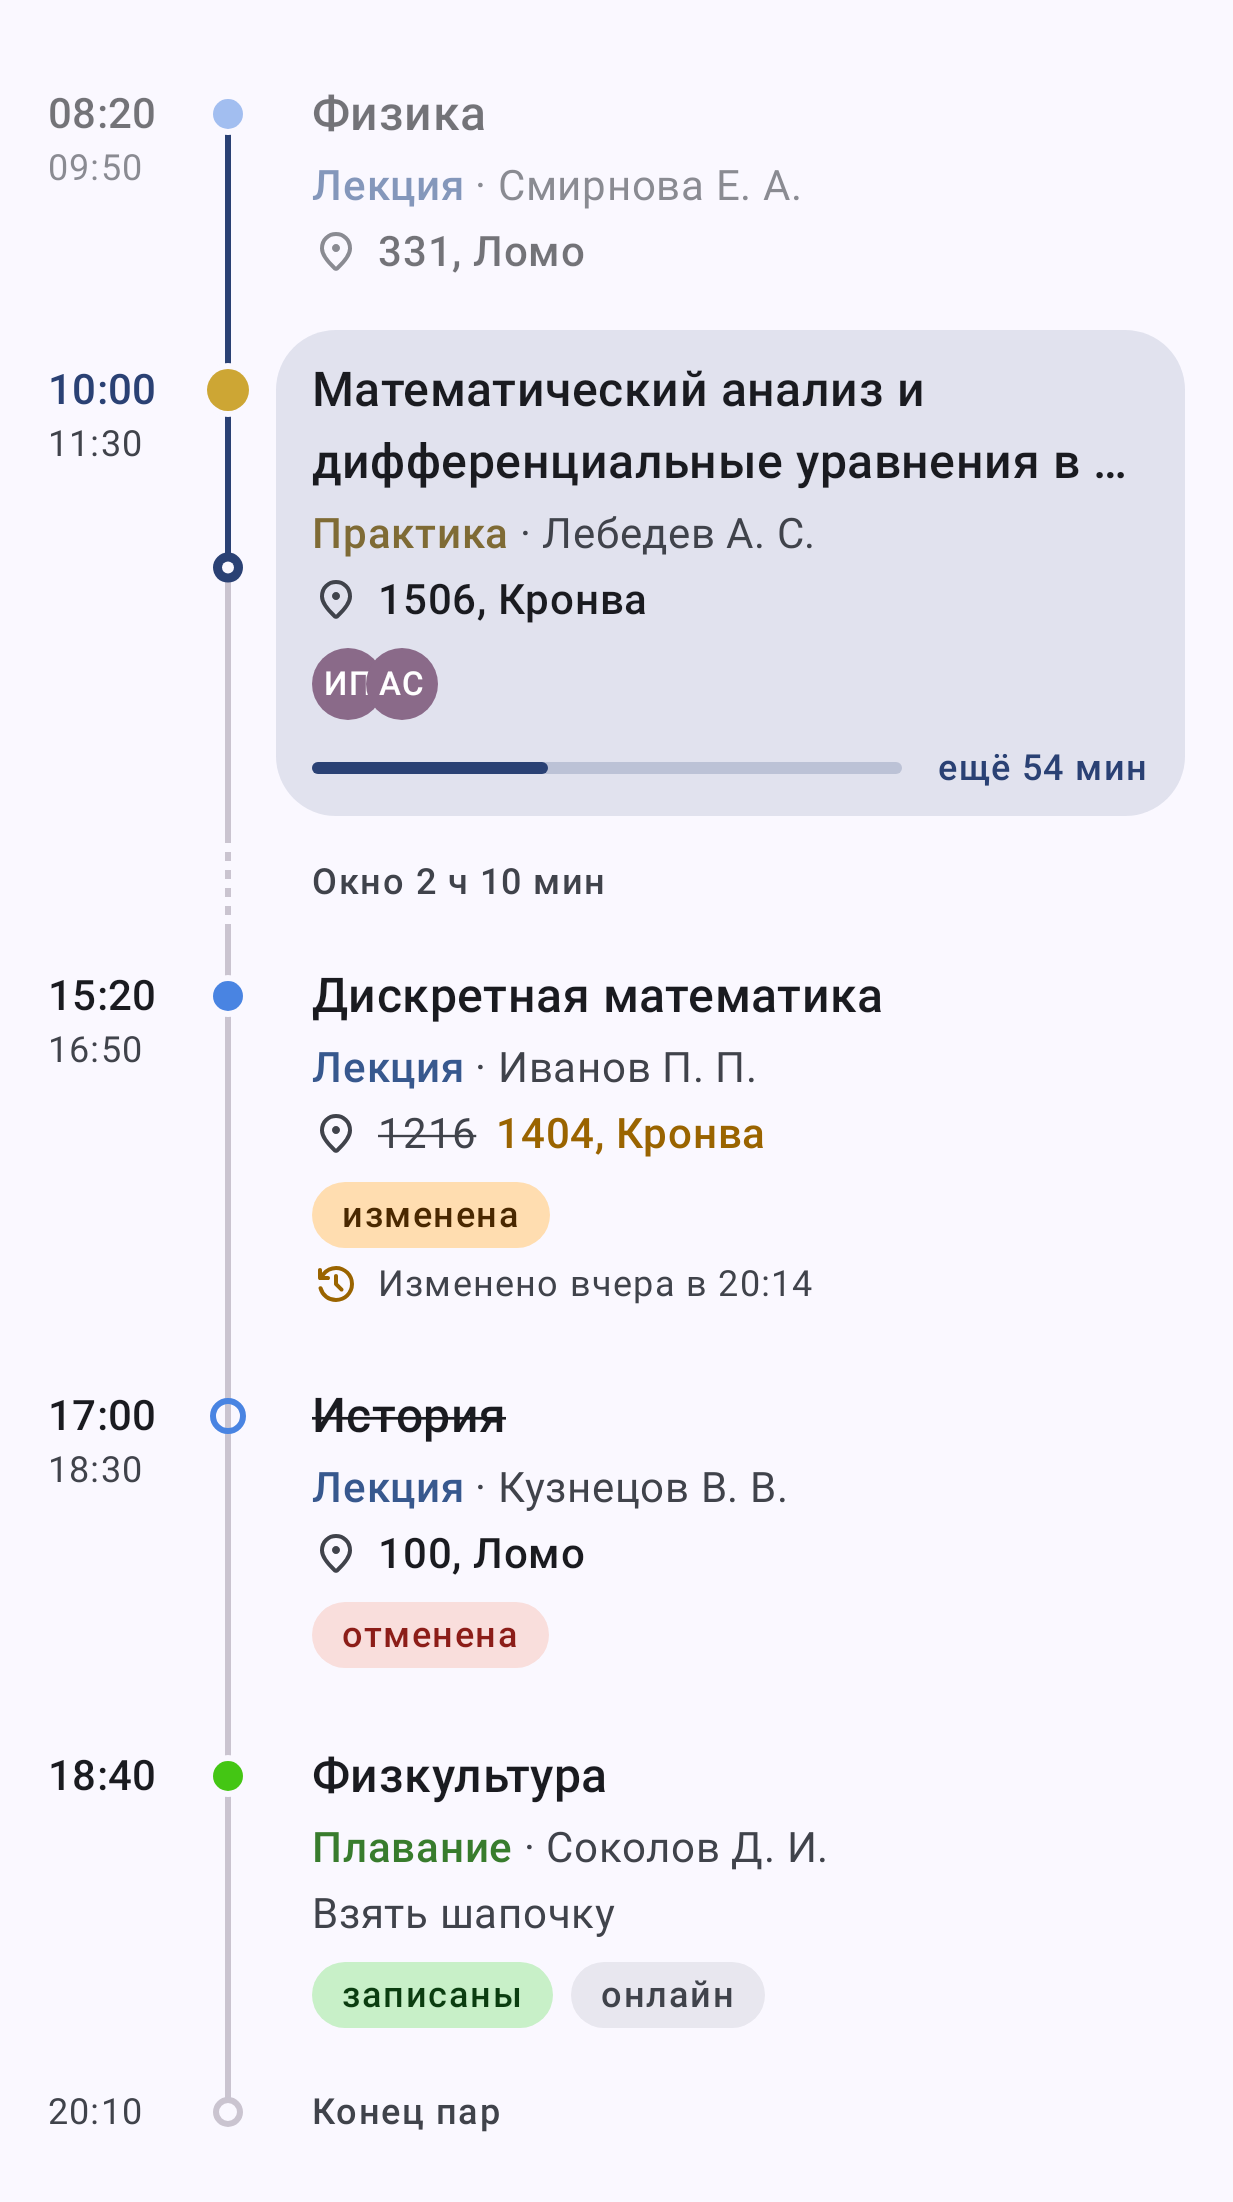 08:20 Физика
09:50
Лекция · Смирнова Е. А.
331, Ломо
10:00 Математический анализ и
11:30
дифференциальные уравнения в ...
Практика · Лебедев А. С.
1506, Кронва
ИП АС
ещё 54 мин
Окно 2 ч 10 мин
15:20 Дискретная математика
16:50
Лекция · Иванов П. П.
1216 1404, Кронва
изменена
Изменено вчера в 20:14
17:00 История
18:30
Лекция · Кузнецов В. В.
100, Ломо
отменена
18:40 Физкультура
Плавание · Соколов Д. И.
Взять шапочку
записаны онлайн
20:10 Конец пар